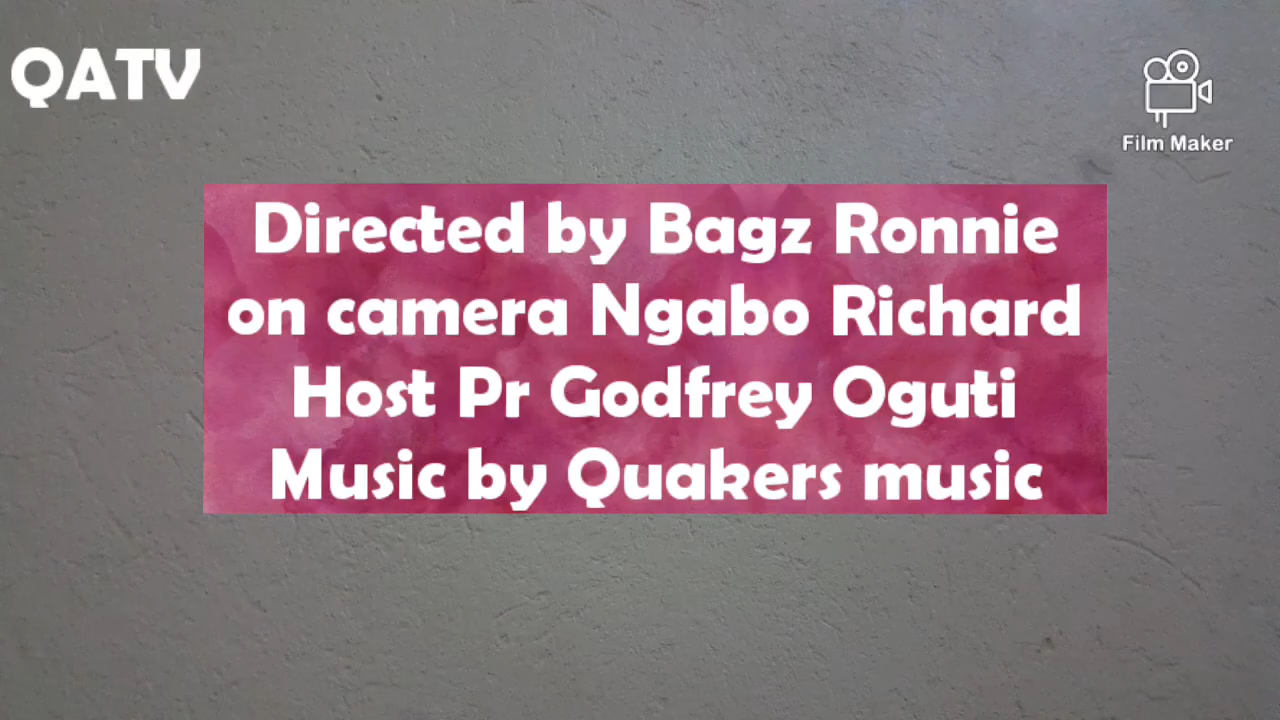 QATV
Film Maker
Directed by Bagz Ronnie
on camera Ngabo Richard
Host Pr Godfrey Oguti
Music by Quakers music